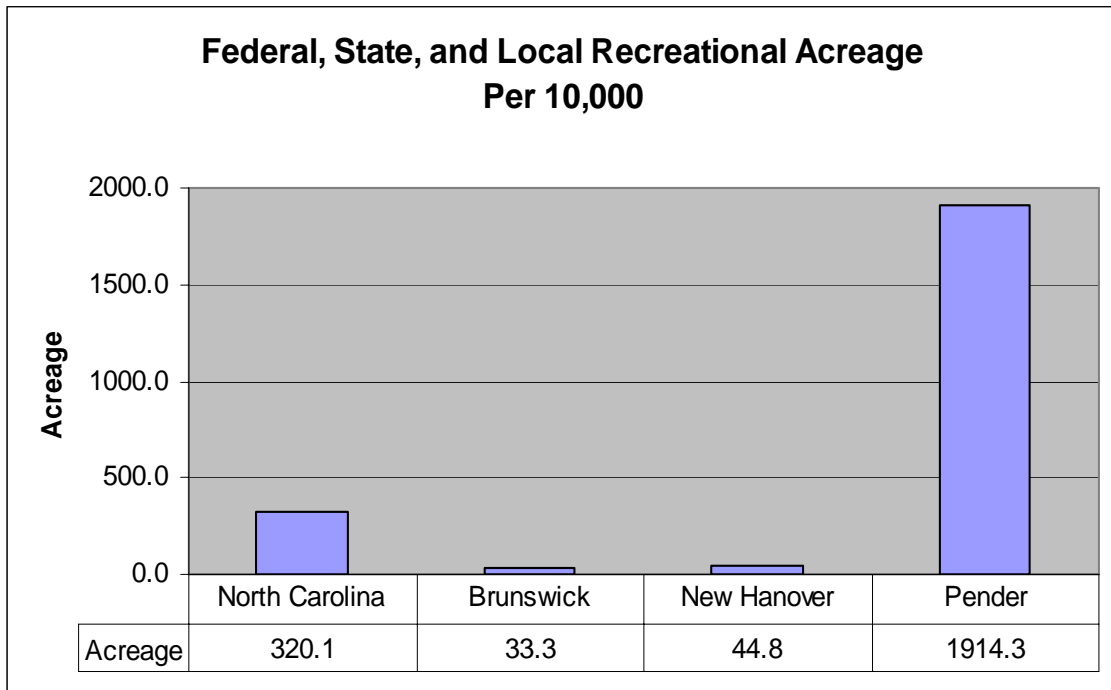 Federal, State, and Local Recreational Acreage
Per 10,000
Acreage
2000.0
1500.0
1000.0
500.0
0.0
North Carolina Brunswick New Hanover Pender
Acreage 320.1 33.3 44.8 1914.3